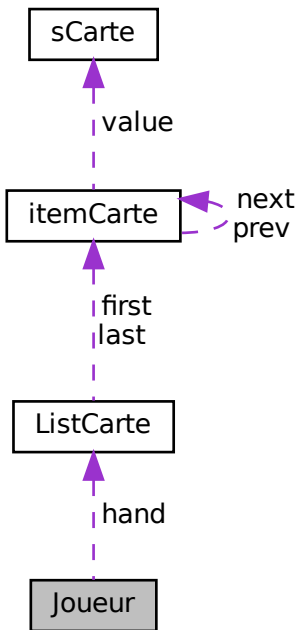 sCarte
value
itemCarte
next
prev
first
last
ListCarte
hand
Joueur